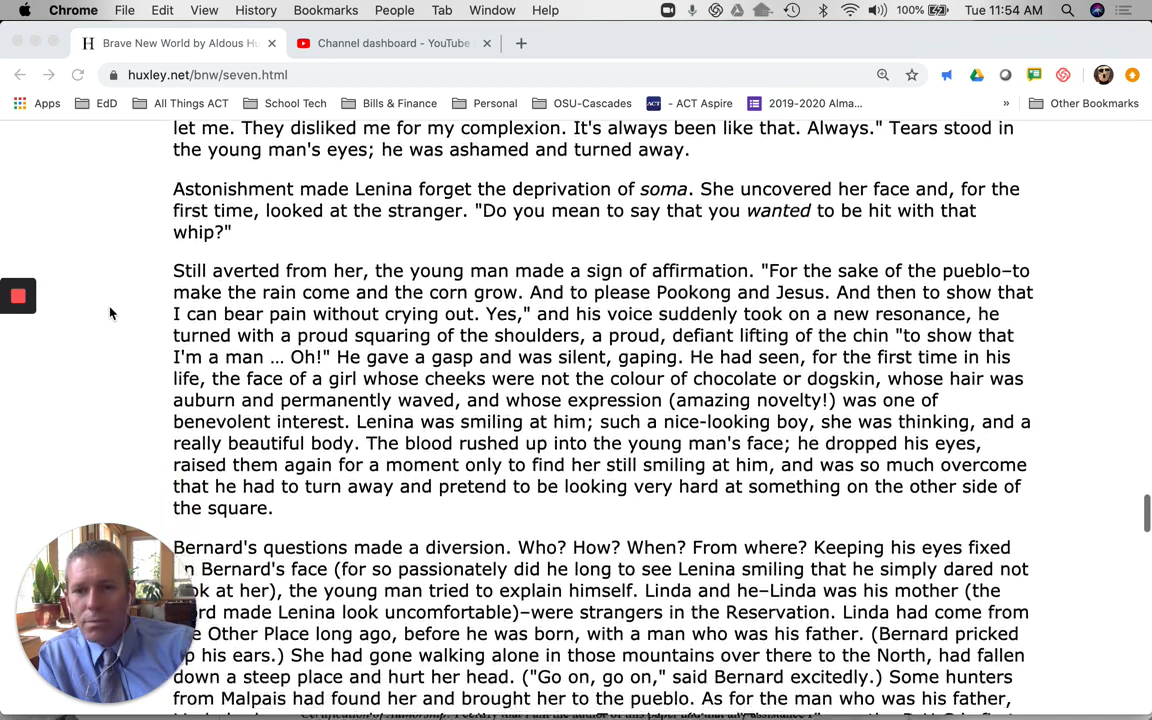 Chrome File Edit View History Bookmarks People Tab Window Help 100% Tue 11:54 AM
H Brave New World by Aldous Hu × Channel dashboard - YouTube × +
huxley.net/bnw/seven.html
Apps EdD All Things ACT School Tech Bills & Finance Personal OSU-Cascades ACT - ACT Aspire 2019-2020 Alma... » Other Bookmarks
let me. They disliked me for my complexion. It's always been like that. Always." Tears stood in
the young man's eyes; he was ashamed and turned away.
Astonishment made Lenina forget the deprivation of soma. She uncovered her face and, for the
first time, looked at the stranger. "Do you mean to say that you wanted to be hit with that
whip?"
Still averted from her, the young man made a sign of affirmation. "For the sake of the pueblo–to
make the rain come and the corn grow. And to please Pookong and Jesus. And then to show that
I can bear pain without crying out. Yes," and his voice suddenly took on a new resonance, he
turned with a proud squaring of the shoulders, a proud, defiant lifting of the chin "to show that
I'm a man ... Oh!" He gave a gasp and was silent, gaping. He had seen, for the first time in his
life, the face of a girl whose cheeks were not the colour of chocolate or dogskin, whose hair was
auburn and permanently waved, and whose expression (amazing novelty!) was one of
benevolent interest. Lenina was smiling at him; such a nice-looking boy, she was thinking, and a
really beautiful body. The blood rushed up into the young man's face; he dropped his eyes,
raised them again for a moment only to find her still smiling at him, and was so much overcome
that he had to turn away and pretend to be looking very hard at something on the other side of
the square.
Bernard's questions made a diversion. Who? How? When? From where? Keeping his eyes fixed
n Bernard's face (for so passionately did he long to see Lenina smiling that he simply dared not
ok at her), the young man tried to explain himself. Linda and he–Linda was his mother (the
ord made Lenina look uncomfortable)–were strangers in the Reservation. Linda had come from
e Other Place long ago, before he was born, with a man who was his father. (Bernard pricked
p his ears.) She had gone walking alone in those mountains over there to the North, had fallen
down a steep place and hurt her head. ("Go on, go on," said Bernard excitedly.) Some hunters
from Malpais had found her and brought her to the pueblo. As for the man who was his father,